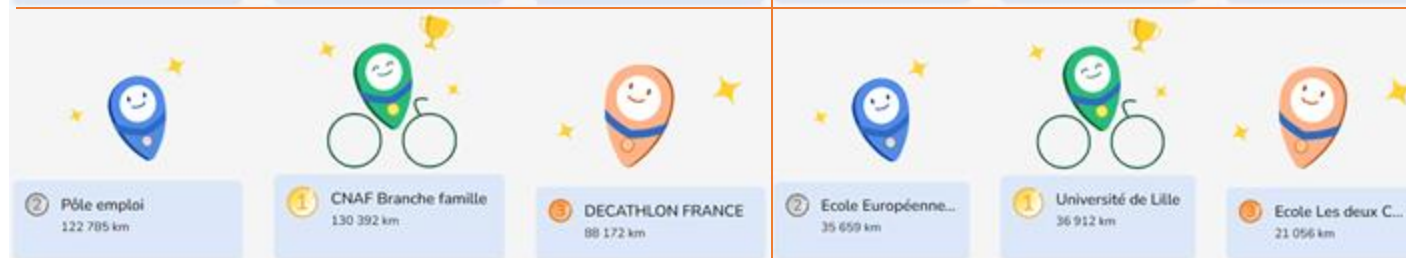 2 Pôle emploi
122 785 km
1 CNAF Branche famille
130 392 km
3 DECATHLON FRANCE
88 172 km
2 Ecole Européenne...
35 659 km
1 Université de Lille
36 912 km
3 Ecole Les deux C...
21 056 km